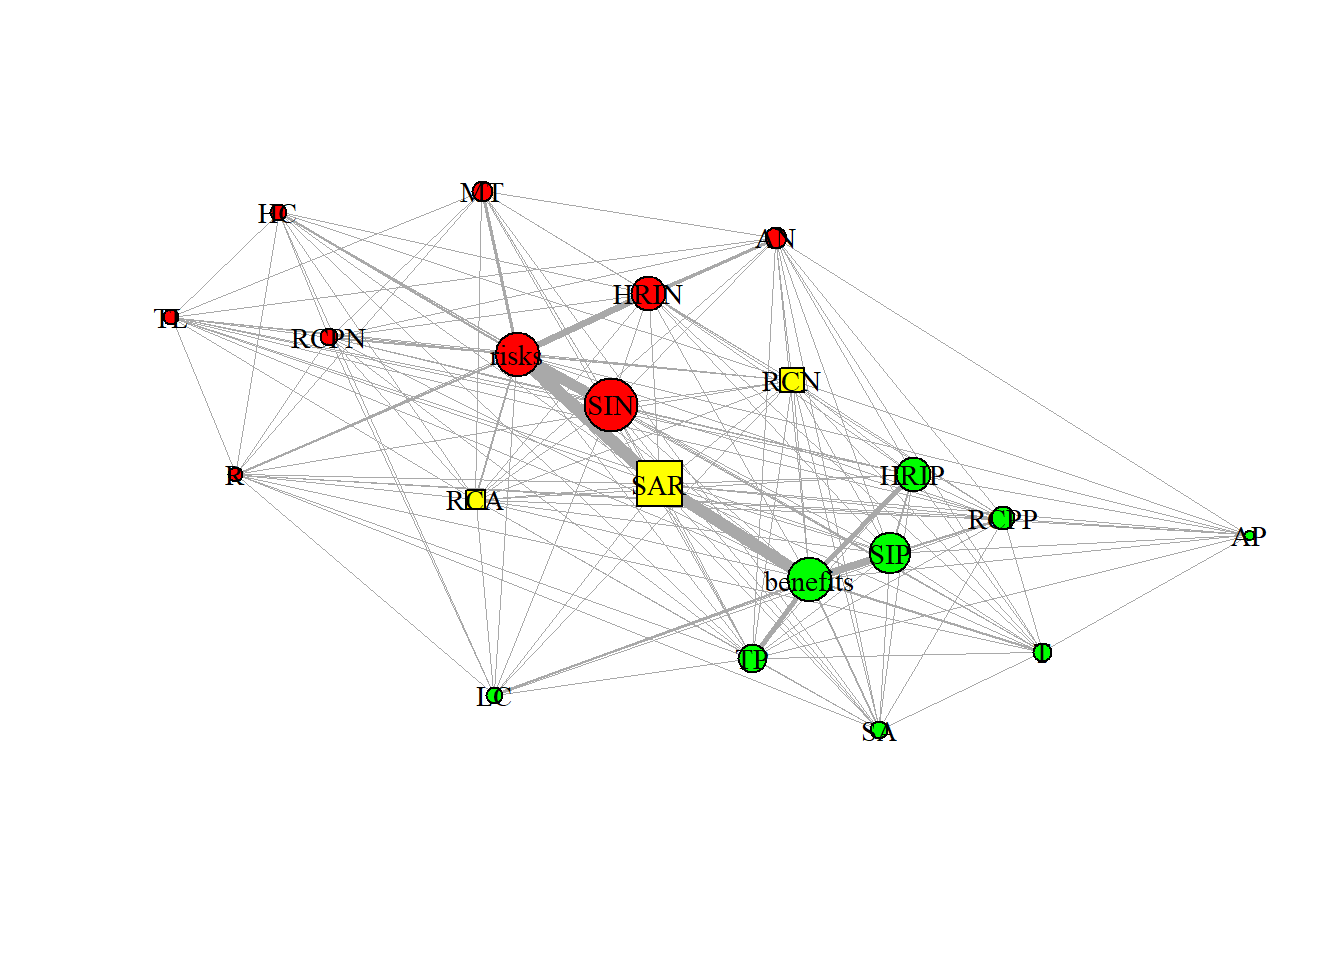 MT
HC
AN
HRIN
TL
RCPN
risks
RCN
SIN
R
HRIP
SAR
RCA
RCPP
AP
SIP
benefits
TP
LC
SA